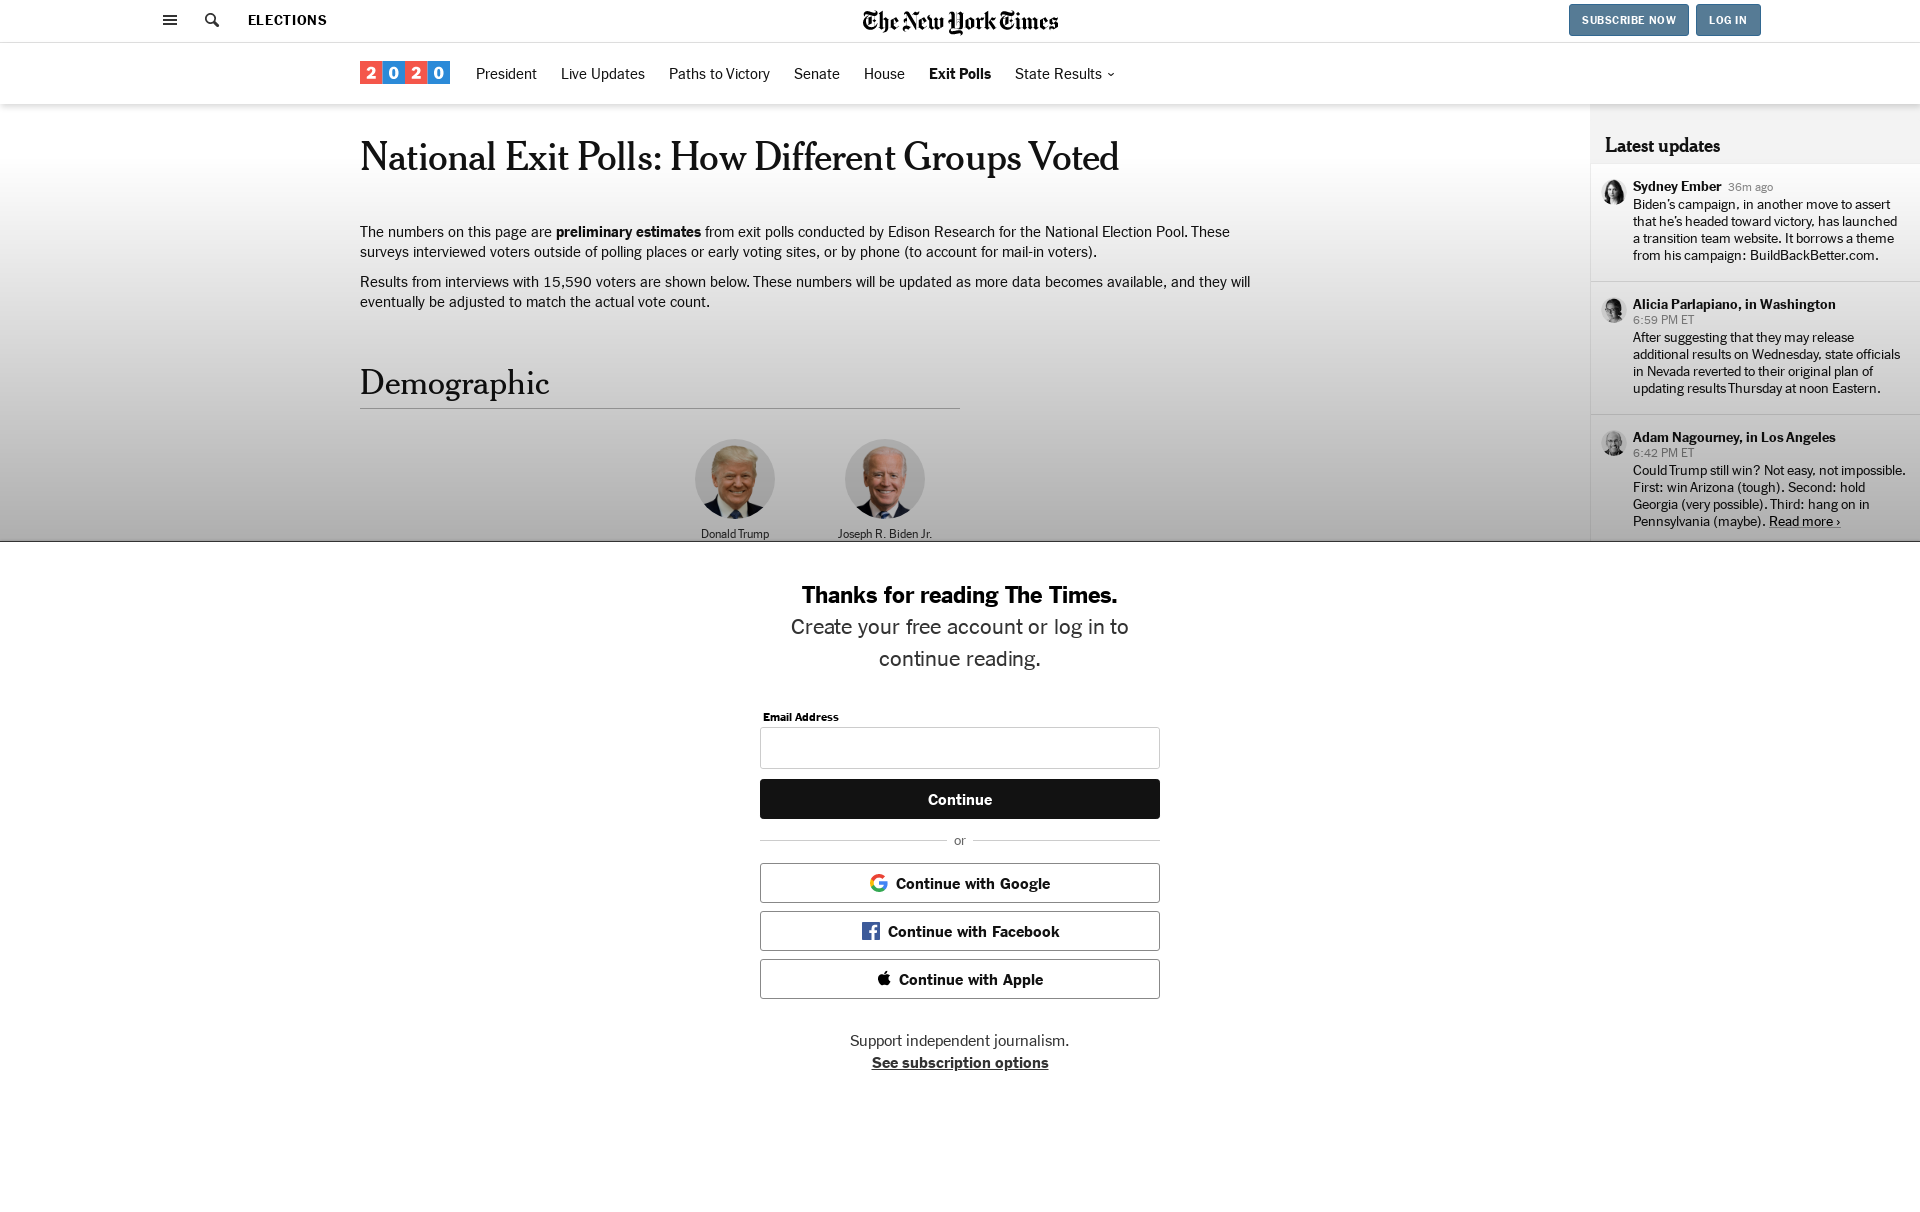 ELECTIONS
The New York Times
SUBSCRIBE NOW
LOG IN
2020
President
Live Updates
Paths to Victory
Senate
House
Exit Polls
State Results
National Exit Polls: How Different Groups Voted
The numbers on this page are preliminary estimates from exit polls conducted by Edison Research for the National Election Pool. These
surveys interviewed voters outside of polling places or early voting sites, or by phone (to account for mail-in voters).
Results from interviews with 15,590 voters are shown below. These numbers will be updated as more data becomes available, and they will
eventually be adjusted to match the actual vote count.
Demographic
Donald Trump
Joseph R. Biden Jr.
Latest updates
Sydney Ember 36m ago
Biden's campaign, in another move to assert
that he's headed toward victory, has launched
a transition team website. It borrows a theme
from his campaign: BuildBackBetter.com.
Alicia Parlapiano, in Washington
6:59 PM ET
After suggesting that they may release
additional results on Wednesday, state officials
in Nevada reverted to their original plan of
updating results Thursday at noon Eastern.
Adam Nagourney, in Los Angeles
6:42 PM ET
Could Trump still win? Not easy, not impossible.
First: win Arizona (tough). Second: hold
Georgia (very possible). Third: hang on in
Pennsylvania (maybe). Read more ›
Thanks for reading The Times.
Create your free account or log in to
continue reading.
Email Address
Continue
or
Continue with Google
Continue with Facebook
Continue with Apple
Support independent journalism.
See subscription options